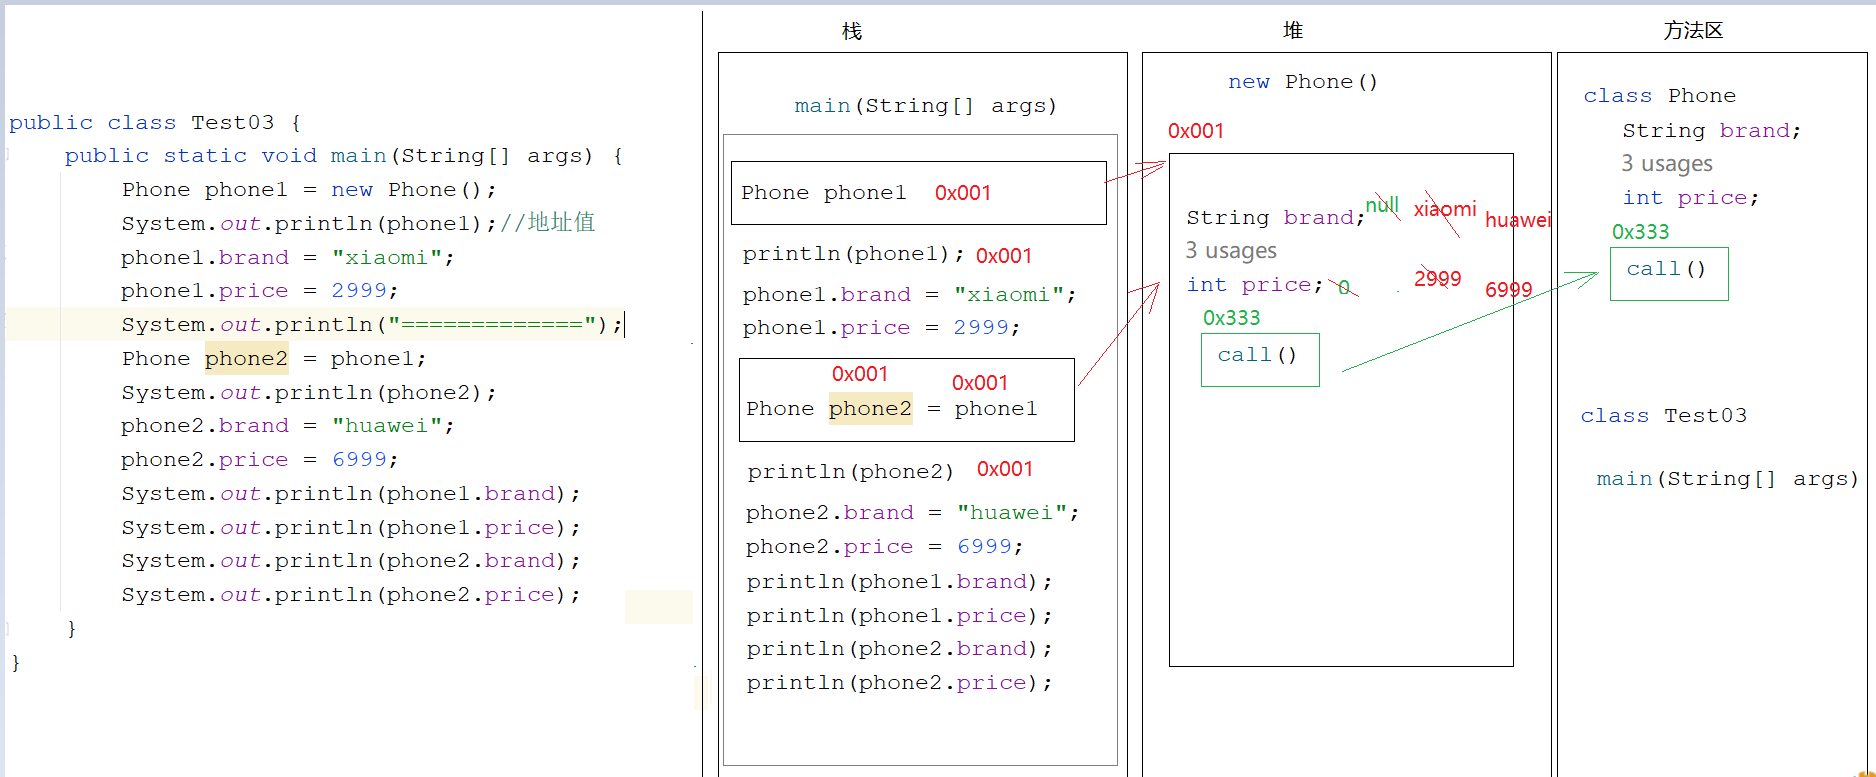 public class Test03 {
public static void main(String[] args) {
Phone phone1 = new Phone();
System.out.println(phone1);//地址值
phone1.brand = "xiaomi";
phone1.price = 2999;
System.out.println("=============");
Phone phone2 = phone1;
System.out.println(phone2);
phone2.brand = "huawei";
phone2.price = 6999;
System.out.println(phone1.brand);
System.out.println(phone1.price);
System.out.println(phone2.brand);
System.out.println(phone2.price);
}
}
栈
main(String[] args)
Phone phone1 0x001
println(phone1); 0x001
phone1.brand = "xiaomi";
phone1.price = 2999;
0x001 0x001
Phone phone2 = phone1
println(phone2) 0x001
phone2.brand = "huawei";
phone2.price = 6999;
println(phone1.brand);
println(phone1.price);
println(phone2.brand);
println(phone2.price);
堆
new Phone()
0x001
String brand; null xiaomi huawei
3 usages
int price; 0 2999 6999
0x333
call()
方法区
class Phone
String brand;
3 usages
int price;
0x333
call()
class Test03
main(String[] args)